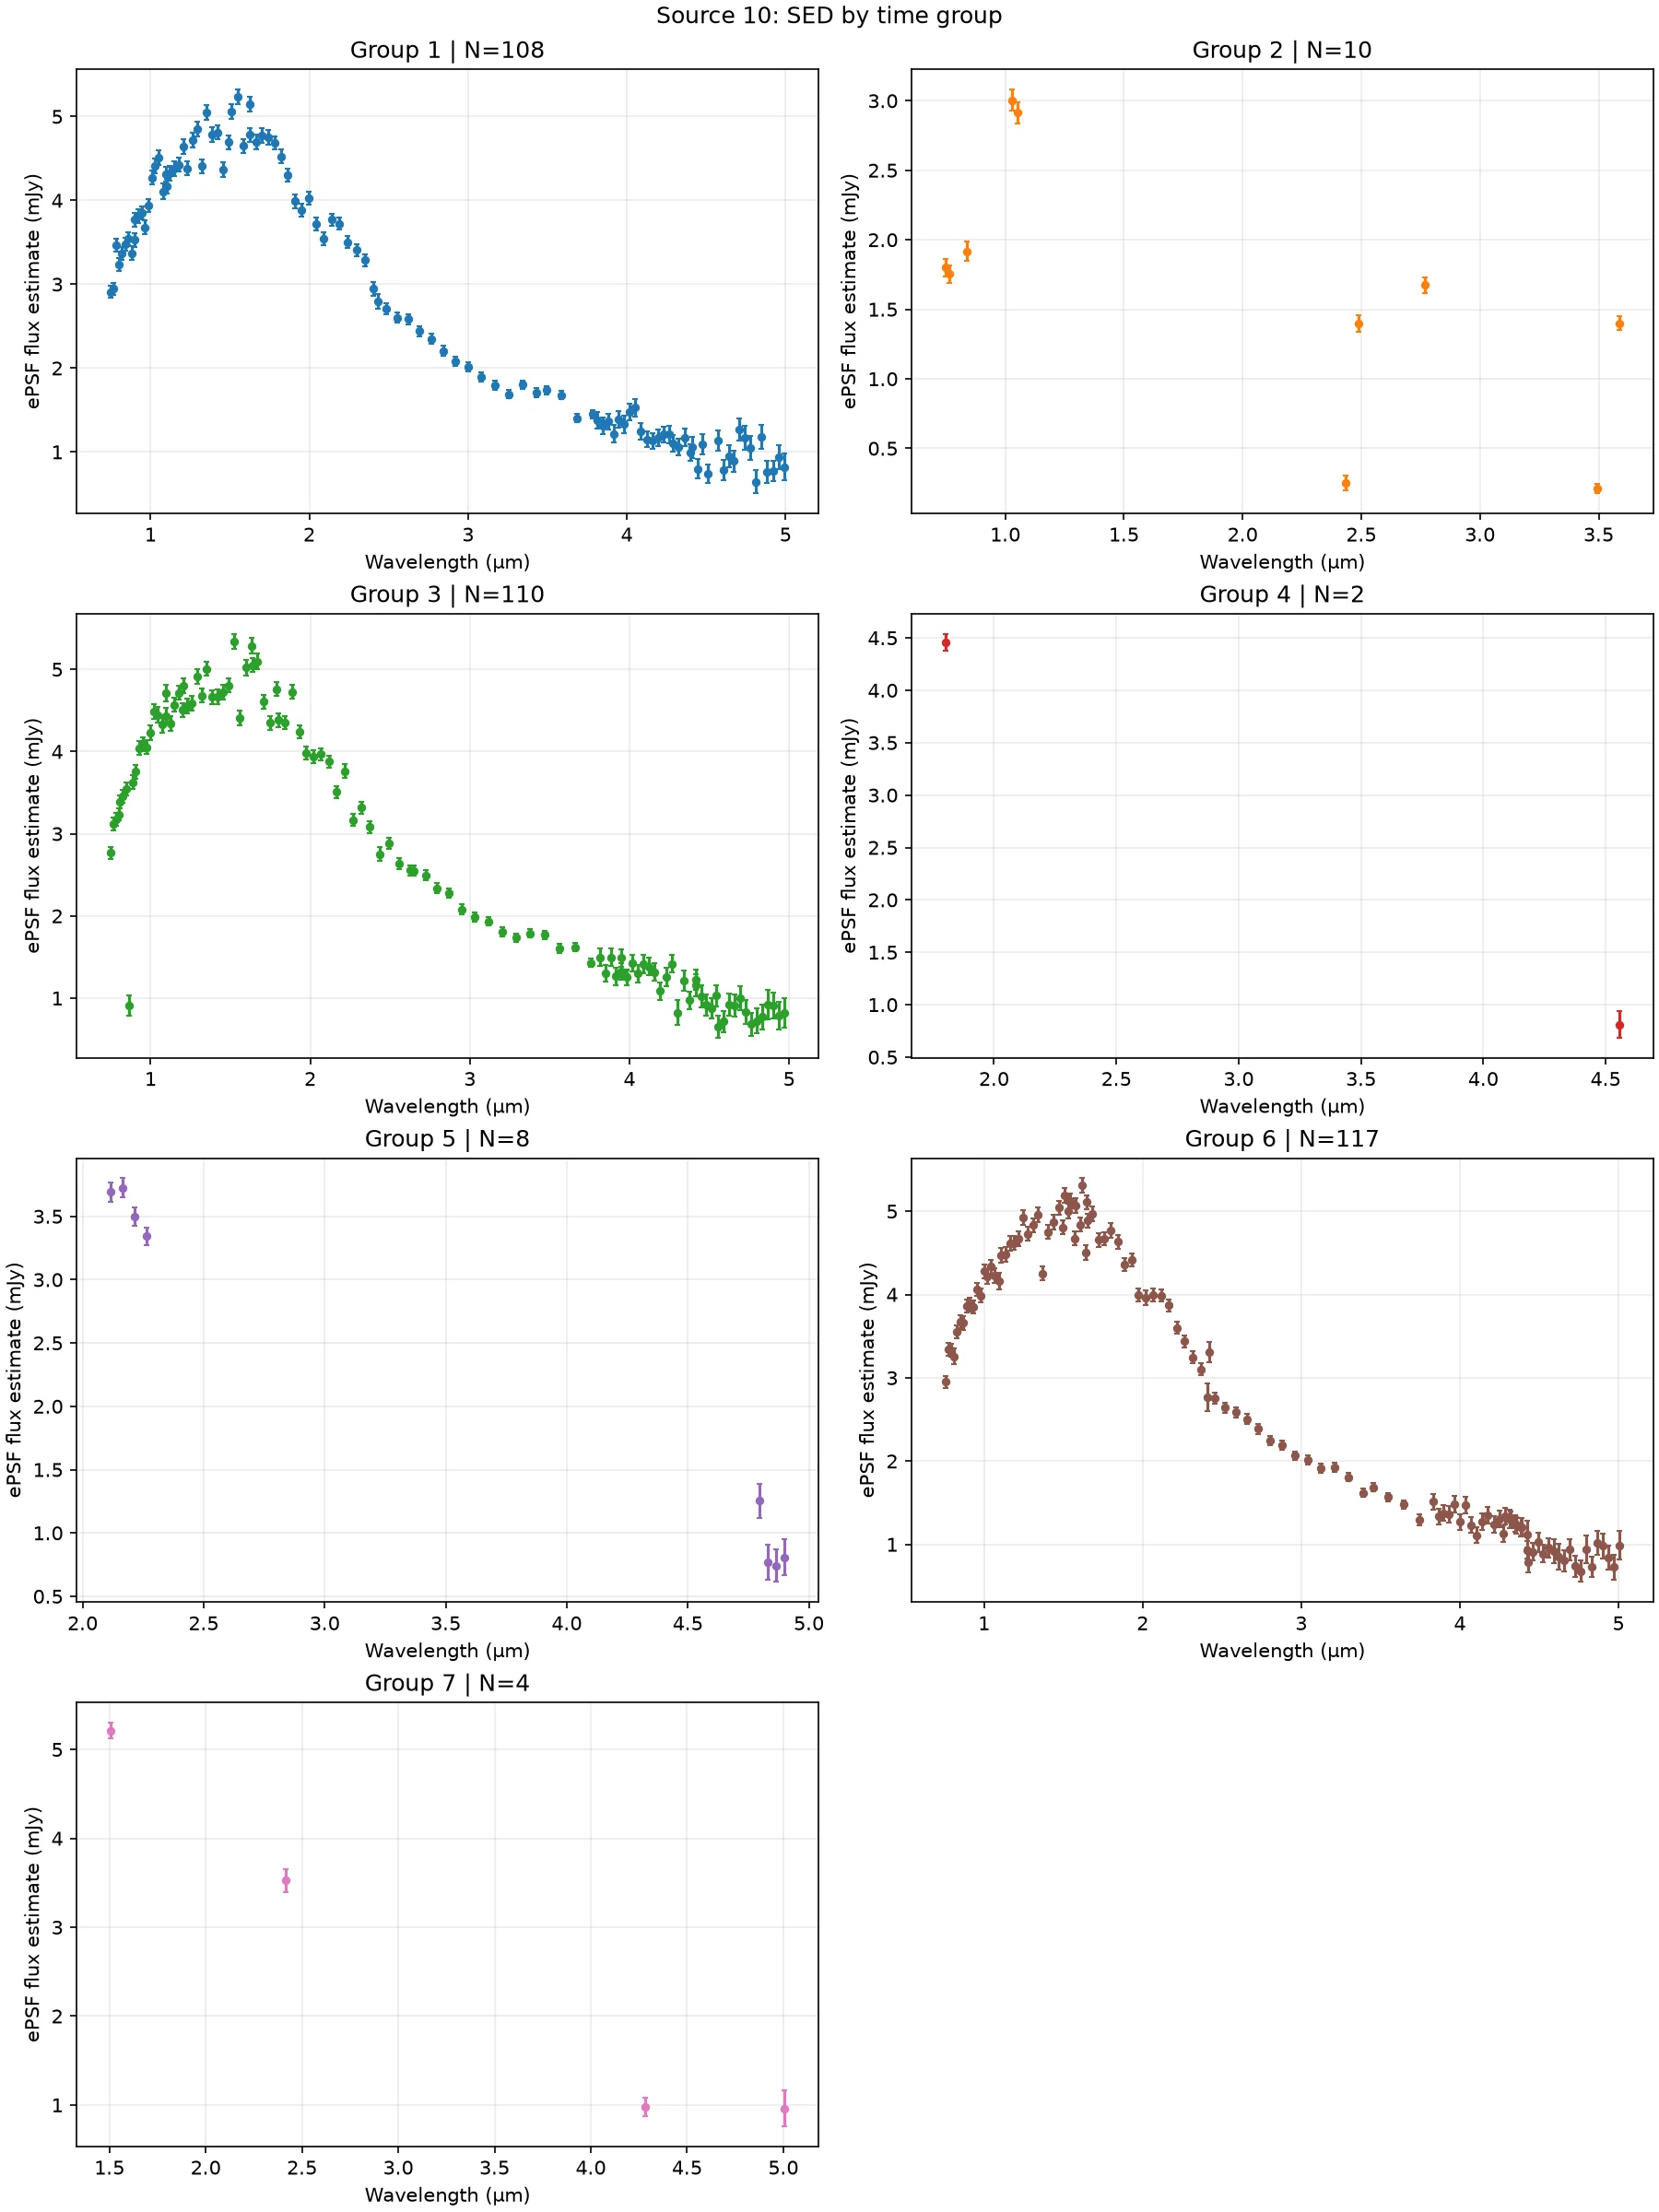 Source 10: SED by time group
Group 1 | N=108
ePSF flux estimate (mJy)
5
4
3
2
1
1 2 3 4 5
Wavelength (μm)
Group 2 | N=10
ePSF flux estimate (mJy)
3.0
2.5
2.0
1.5
1.0
0.5
1.0 1.5 2.0 2.5 3.0 3.5
Wavelength (μm)
Group 3 | N=110
ePSF flux estimate (mJy)
5
4
3
2
1
1 2 3 4 5
Wavelength (μm)
Group 4 | N=2
ePSF flux estimate (mJy)
4.5
4.0
3.5
3.0
2.5
2.0
1.5
1.0
0.5
2.0 2.5 3.0 3.5 4.0 4.5
Wavelength (μm)
Group 5 | N=8
ePSF flux estimate (mJy)
3.5
3.0
2.5
2.0
1.5
1.0
0.5
2.0 2.5 3.0 3.5 4.0 4.5 5.0
Wavelength (μm)
Group 6 | N=117
ePSF flux estimate (mJy)
5
4
3
2
1
1 2 3 4 5
Wavelength (μm)
Group 7 | N=4
ePSF flux estimate (mJy)
5
4
3
2
1
1.5 2.0 2.5 3.0 3.5 4.0 4.5 5.0
Wavelength (μm)